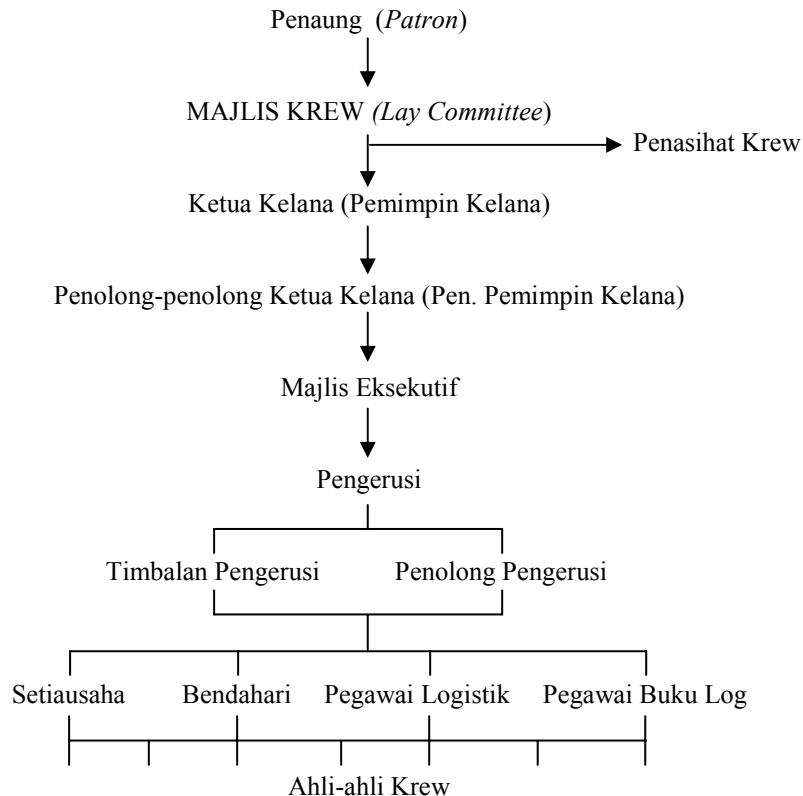 Penaung (Patron)
MAJLIS KREW (Lay Committee)
Penasihat Krew
Ketua Kelana (Pemimpin Kelana)
Penolong-penolong Ketua Kelana (Pen. Pemimpin Kelana)
Majlis Eksekutif
Pengerusi
Timbalan Pengerusi Penolong Pengerusi
Setiausaha Bendahari Pegawai Logistik Pegawai Buku Log
Ahli-ahli Krew